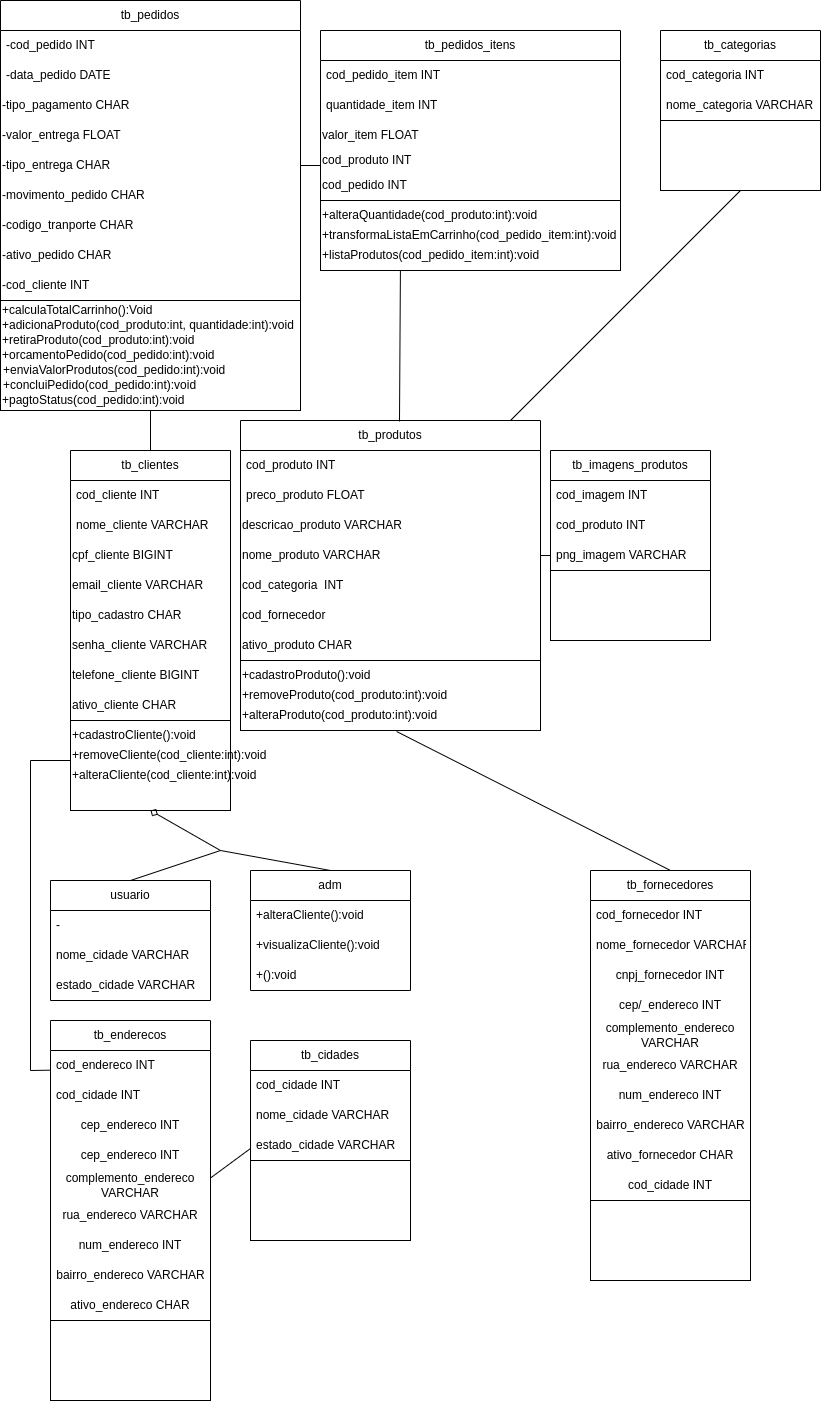 tb_pedidos
-cod_pedido INT
-data_pedido DATE
-tipo_pagamento CHAR
-valor_entrega FLOAT
-tipo_entrega CHAR
-movimento_pedido CHAR
-codigo_tranporte CHAR
-ativo_pedido CHAR
-cod_cliente INT
+calculaTotalCarrinho():Void
+adicionaProduto(cod_produto:int, quantidade:int):void
+retiraProduto(cod_produto:int):void
+orcamentoPedido(cod_pedido:int):void
+enviaValorProdutos(cod_pedido:int):void
+concluiPedido(cod_pedido:int):void
+pagtoStatus(cod_pedido:int):void
tb_pedidos_itens
cod_pedido_item INT
quantidade_item INT
valor_item FLOAT
cod_produto INT
cod_pedido INT
+alteraQuantidade(cod_produto:int):void
+transformaListaEmCarrinho(cod_pedido_item:int):void
+listaProdutos(cod_pedido_item:int):void
tb_categorias
cod_categoria INT
nome_categoria VARCHAR
tb_clientes
cod_cliente INT
nome_cliente VARCHAR
cpf_cliente BIGINT
email_cliente VARCHAR
tipo_cadastro CHAR
senha_cliente VARCHAR
telefone_cliente BIGINT
ativo_cliente CHAR
+cadastroCliente():void
+removeCliente(cod_cliente:int):void
+alteraCliente(cod_cliente:int):void
tb_produtos
cod_produto INT
preco_produto FLOAT
descricao_produto VARCHAR
nome_produto VARCHAR
cod_categoria  INT
cod_fornecedor
ativo_produto CHAR
+cadastroProduto():void
+removeProduto(cod_produto:int):void
+alteraProduto(cod_produto:int):void
tb_imagens_produtos
cod_imagem INT
cod_produto INT
png_imagem VARCHAR
usuario
-
nome_cidade VARCHAR
estado_cidade VARCHAR
adm
+alteraCliente():void
+visualizaCliente():void
+():void
tb_fornecedores
cod_fornecedor INT
nome_fornecedor VARCHAR
cnpj_fornecedor INT
cep/_endereco INT
complemento_endereco
VARCHAR
rua_endereco VARCHAR
num_endereco INT
bairro_endereco VARCHAR
ativo_fornecedor CHAR
cod_cidade INT
tb_enderecos
cod_endereco INT
cod_cidade INT
cep_endereco INT
cep_endereco INT
complemento_endereco
VARCHAR
rua_endereco VARCHAR
num_endereco INT
bairro_endereco VARCHAR
ativo_endereco CHAR
tb_cidades
cod_cidade INT
nome_cidade VARCHAR
estado_cidade VARCHAR